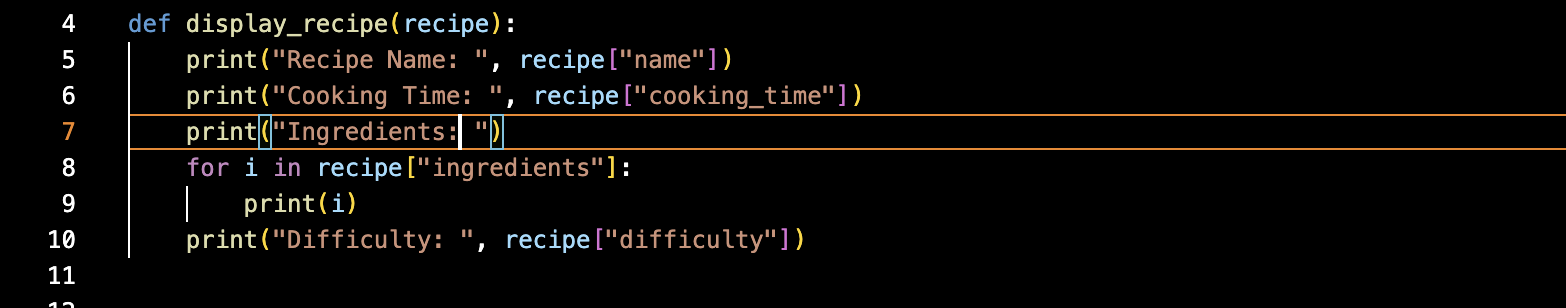 4 def display_recipe(recipe):
5     print("Recipe Name: ", recipe["name"])
6     print("Cooking Time: ", recipe["cooking_time"])
7     print("Ingredients: ")
8     for i in recipe["ingredients"]:
9         print(i)
10     print("Difficulty: ", recipe["difficulty"])
11